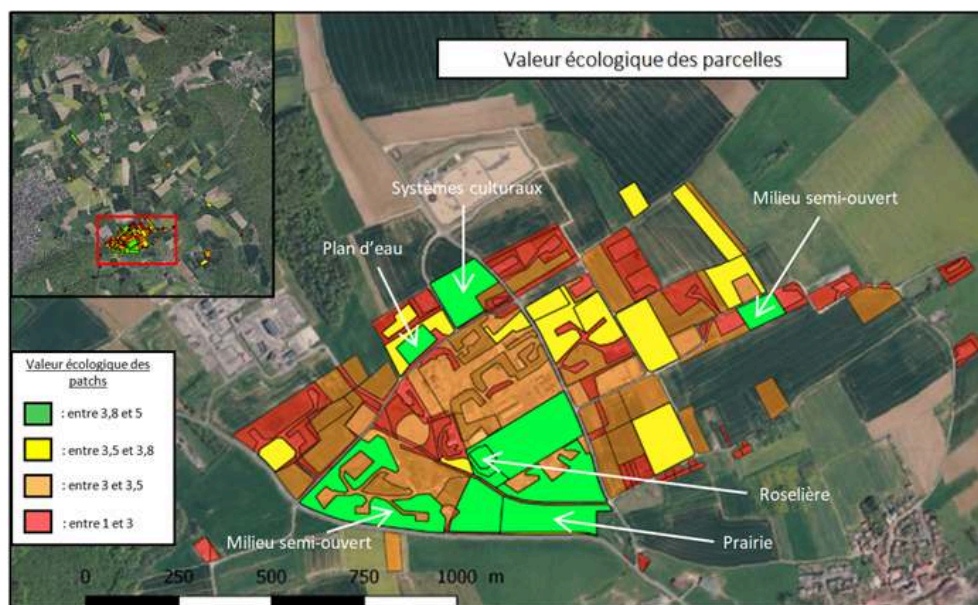 Valeur écologique des parcelles
Systèmes culturaux
Milieu semi-ouvert
Plan d'eau
Valeur écologique des
patchs
: entre 3,8 et 5
: entre 3,5 et 3,8
: entre 3 et 3,5
: entre 1 et 3
Roselière
Milieu semi-ouvert
Prairie
0 250 500 750 1000 m